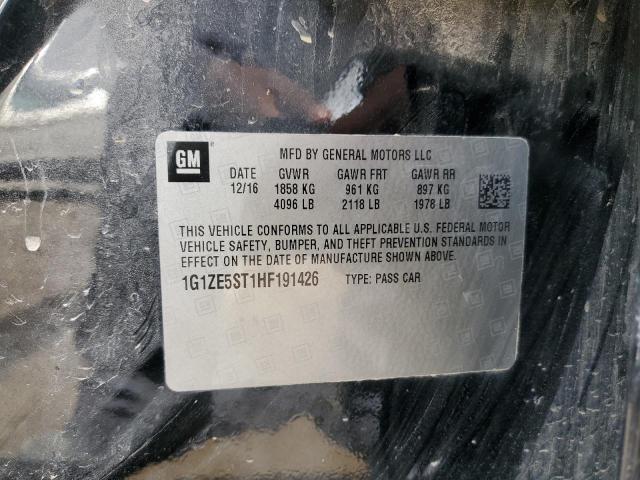 GM
MFD BY GENERAL MOTORS LLC
DATE GVWR GAWR FRT GAWR RR
12/16 1858 KG 961 KG 897 KG
4096 LB 2118 LB 1978 LB
THIS VEHICLE CONFORMS TO ALL APPLICABLE U.S. FEDERAL MOTOR
VEHICLE SAFETY, BUMPER, AND THEFT PREVENTION STANDARDS IN
EFFECT ON THE DATE OF MANUFACTURE SHOWN ABOVE.
1G1ZE5ST1HF191426 TYPE: PASS CAR